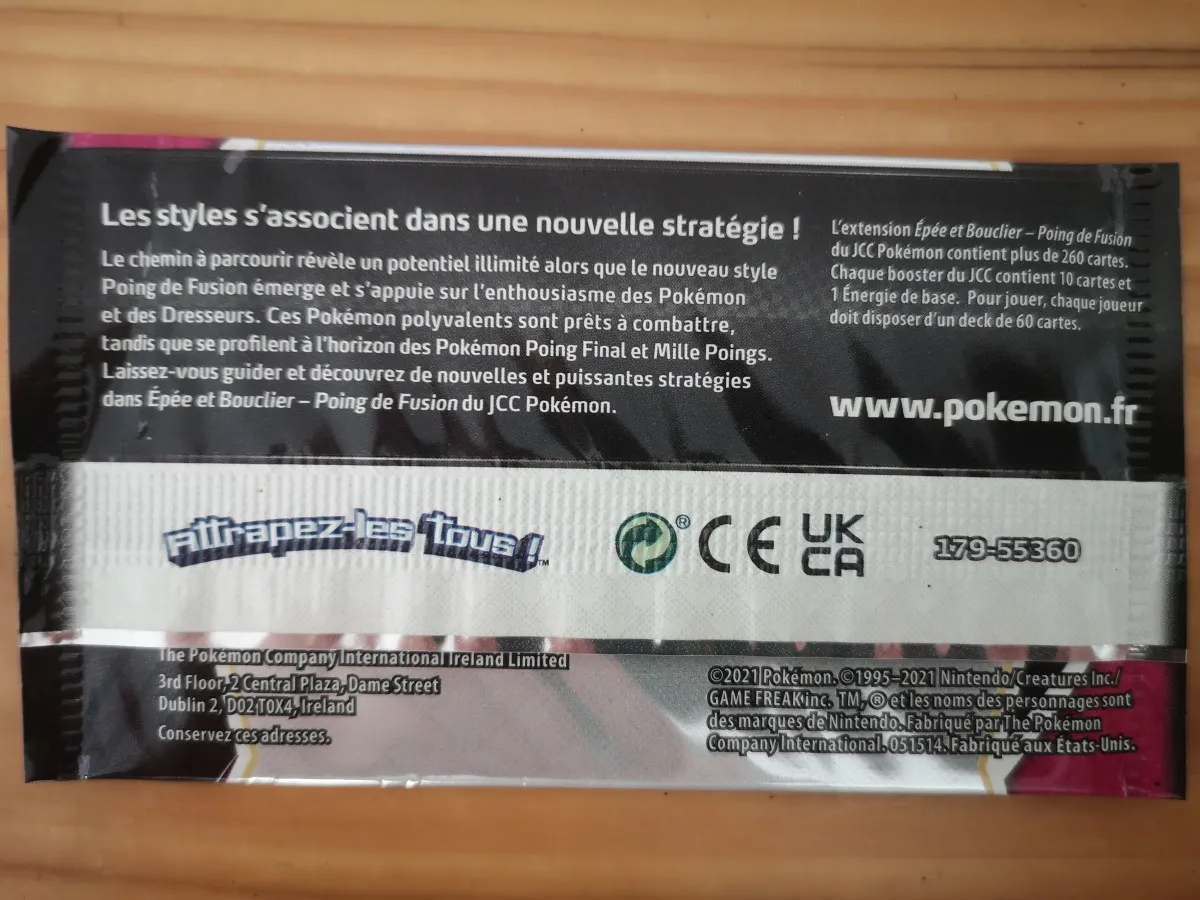 Les styles s'associent dans une nouvelle stratégie !
Le chemin à parcourir révèle un potentiel illimité alors que le nouveau style
Poing de Fusion émerge et s'appuie sur l'enthousiasme des Pokémon
et des Dresseurs. Ces Pokémon polyvalents sont prêts à combattre,
tandis que se profilent à l'horizon des Pokémon Poing Final et Mille Poings.
Laissez-vous guider et découvrez de nouvelles et puissantes stratégies
dans Épée et Bouclier – Poing de Fusion du JCC Pokémon.
L'extension Épée et Bouclier – Poing de Fusion
du JCC Pokémon contient plus de 260 cartes.
Chaque booster du JCC contient 10 cartes et
1 Énergie de base. Pour jouer, chaque joueur
doit disposer d'un deck de 60 cartes.
www.pokemon.fr
Attrapez-les Tous !™
® CE
UK
CA
179-55360
The Pokémon Company International Ireland Limited
3rd Floor, 2 Central Plaza, Dame Street
Dublin 2, D02 T0X4, Ireland
Conservez ces adresses.
©2021 Pokémon. ©1995–2021 Nintendo/Creatures Inc./
GAME FREAK inc. TM, ® et les noms des personnages sont
des marques de Nintendo. Fabriqué par The Pokémon
Company International. 051514. Fabriqué aux États-Unis.